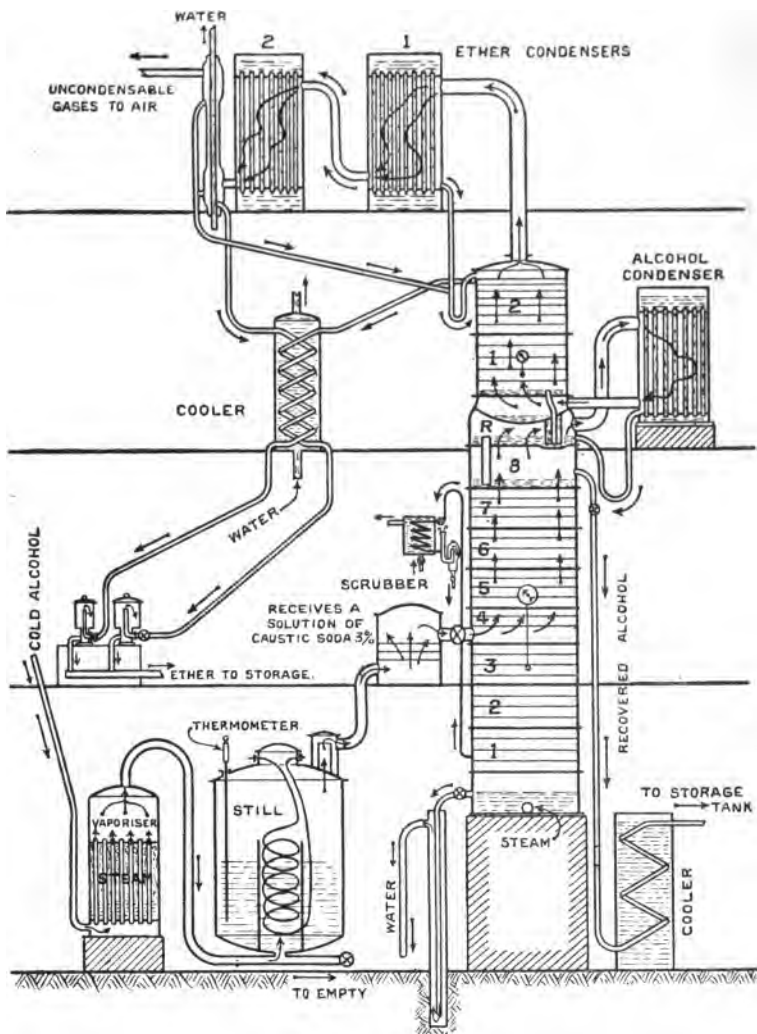 WATER
2
1
ETHER CONDENSERS
UNCONDENSABLE
GASES TO AIR
ALCOHOL
CONDENSER
2
1
COOLER
R
8
7
6
5
4
3
2
1
WATER
SCRUBBER
RECEIVES A
SOLUTION OF
CAUSTIC SODA 3%
COLD ALCOHOL
ETHER TO STORAGE.
RECOVERED ALCOHOL
THERMOMETER
STILL
VAPORISER
STEAM
STEAM
TO STORAGE
TANK
WATER
COOLER
TO EMPTY